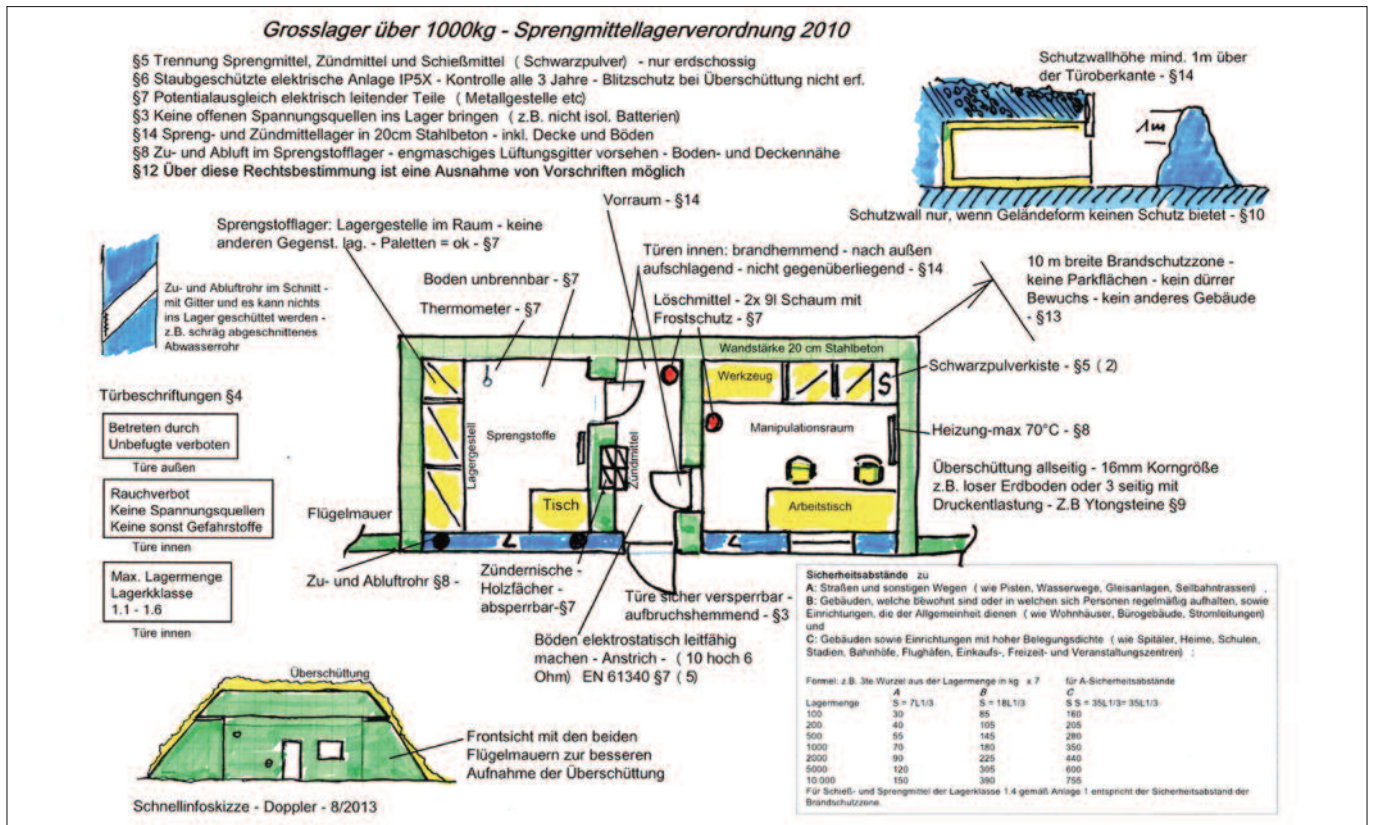 Grosslager über 1000kg - Sprengmittellagerverordnung 2010
§5 Trennung Sprengmittel, Zündmittel und Schießmittel ( Schwarzpulver) - nur erdschossig
§6 Staubgeschützte elektrische Anlage IP5X - Kontrolle alle 3 Jahre - Blitzschutz bei Überschüttung nicht erf.
§7 Potentialausgleich elektrisch leitender Teile ( Metallgestelle etc)
§3 Keine offenen Spannungsquellen ins Lager bringen ( z.B. nicht isol. Batterien)
§14 Spreng- und Zündmittellager in 20cm Stahlbeton - inkl. Decke und Böden
§8 Zu- und Abluft im Sprengstofflager - engmaschiges Lüftungsgitter vorsehen - Boden- und Deckennähe
§12 Über diese Rechtsbestimmung ist eine Ausnahme von Vorschriften möglich
Schutzwallhöhe mind. 1m über
der Türoberkante - §14
1m
Schutzwall nur, wenn Geländeform keinen Schutz bietet - §10
Vorraum - §14
Sprengstofflager: Lagergestelle im Raum - keine
anderen Gegenst. lag. - Paletten = ok - §7
Türen innen: brandhemmend - nach außen
aufschlagend - nicht gegenüberliegend - §14
10 m breite Brandschutzzone -
keine Parkflächen - kein dürrer
Bewuchs - kein anderes Gebäude
- §13
Zu- und Abluftrohr im Schnitt -
mit Gitter und es kann nichts
ins Lager geschüttet werden -
z.B. schräg abgeschnittenes
Abwasserrohr
Boden unbrennbar - §7
Thermometer - §7
Löschmittel - 2x 9l Schaum mit
Frostschutz - §7
Wandstärke 20 cm Stahlbeton
Werkzeug
S
Schwarzpulverkiste - §5 ( 2)
Türbeschriftungen §4
Betreten durch
Unbefugte verboten
Türe außen
Rauchverbot
Keine Spannungsquellen
Keine sonst Gefahrstoffe
Türe innen
Max. Lagermenge
Lagerkklasse
1.1 - 1.6
Türe innen
Lagergestell
Sprengstoffe
Zündmittel
Manipulationsraum
Heizung-max 70°C - §8
Überschüttung allseitig - 16mm Korngröße
z.B. loser Erdboden oder 3 seitig mit
Druckentlastung - Z.B Ytongsteine §9
Tisch
Arbeitstisch
Flügelmauer
L
L
Zu- und Abluftrohr §8 -
Zündernische -
Holzfächer -
absperrbar-§7
Türe sicher versperrbar -
aufbruchshemmend - §3
Böden elektrostatisch leitfähig
machen - Anstrich - ( 10 hoch 6
Ohm) EN 61340 §7 ( 5)
Sicherheitsabstände zu
A: Straßen und sonstigen Wegen ( wie Pisten, Wasserwege, Gleisanlagen, Seilbahntrassen) ,
B: Gebäuden, welche bewohnt sind oder in welchen sich Personen regelmäßig aufhalten, sowie
Einrichtungen, die der Allgemeinheit dienen ( wie Wohnhäuser, Bürogebäude, Stromleitungen)
und
C: Gebäuden sowie Einrichtungen mit hoher Belegungsdichte ( wie Spitäler, Heime, Schulen,
Stadien, Bahnhöfe, Flughäfen, Einkaufs-, Freizeit- und Veranstaltungszentren) :
Formel: z.B. 3te Wurzel aus der Lagermenge in kg x 7 für A-Sicherheitsabstände
A B C
Lagermenge S = 7L1/3 S = 18L1/3 S S = 35L1/3= 35L1/3
100 30 85 160
200 40 105 205
500 55 145 280
1000 70 180 350
2000 90 225 440
5000 120 305 600
10.000 150 390 755
Für Schieß- und Sprengmittel der Lagerklasse 1.4 gemäß Anlage 1 entspricht der Sicherheitsabstand der
Brandschutzzone.
Überschüttung
Frontsicht mit den beiden
Flügelmauern zur besseren
Aufnahme der Überschüttung
Schnellinfoskizze - Doppler - 8/2013